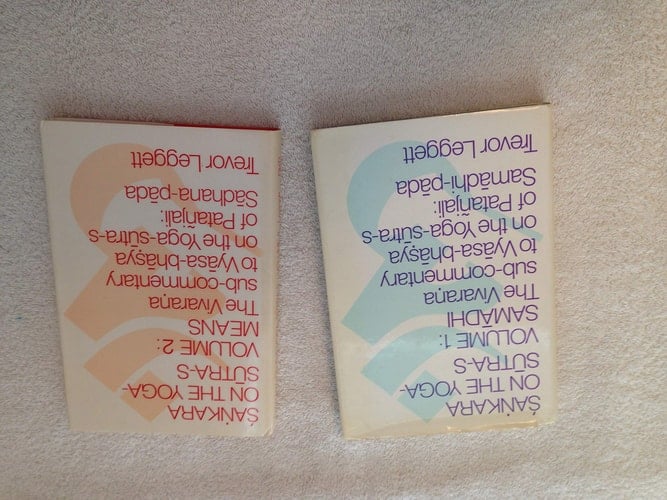 ŚAṄKARA
ON THE YOGA-
SŪTRA-S
VOLUME 1:
SAMĀDHI
The Vivaraṇa
sub-commentary
to Vyāsa-bhāṣya
on the Yoga-sūtra-s
of Patañjali:
Samādhi-pāda
Trevor Leggett
ŚAṄKARA
ON THE YOGA-
SŪTRA-S
VOLUME 2:
MEANS
The Vivaraṇa
sub-commentary
to Vyāsa-bhāṣya
on the Yoga-sūtra-s
of Patañjali:
Sādhana-pāda
Trevor Leggett